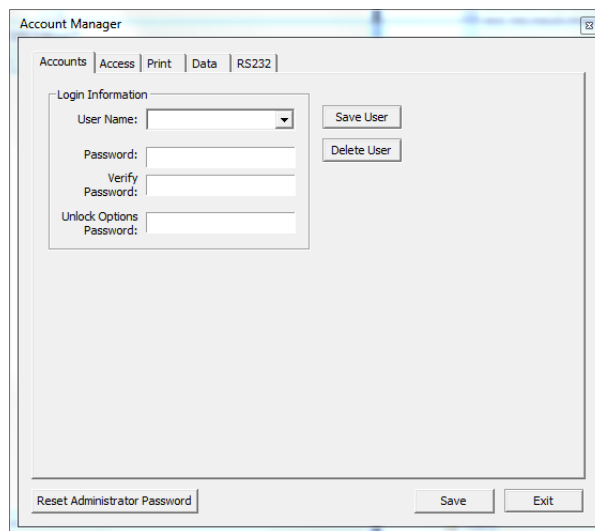 Account Manager
Accounts Access Print Data RS232
Login Information
User Name:
Save User
Password:
Delete User
Verify
Password:
Unlock Options
Password:
Reset Administrator Password Save Exit